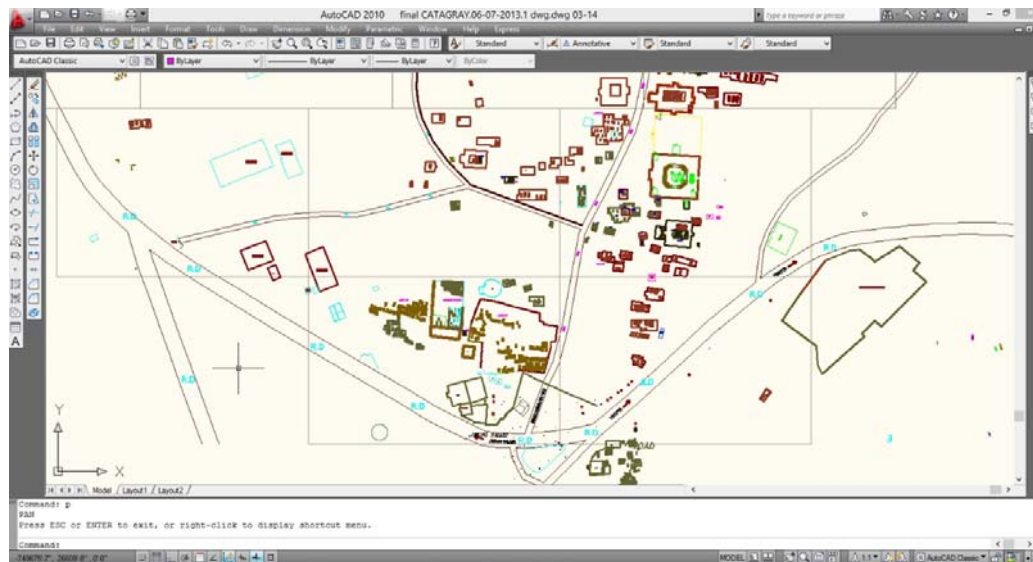 AutoCAD 2010 final CATAGRAY.06-07-2013.1 dwg.dwg 03-14
Type a keyword or phrase
File Edit View Insert Format Tools Draw Dimension Modify Parametric Window Help Express
Standard Annotative Standard Standard
AutoCAD Classic ByLayer ByLayer ByLayer ByColor
R.D
R.D
R.D
R.D
R.D
R.D
R.D
R.D
R.D
R.D
ROAD
A
Y
X
Model Layout1 Layout2
Command: p
PAN
Press ESC or ENTER to exit, or right-click to display shortcut menu.
Command:
MODEL 1:1 AutoCAD Classic